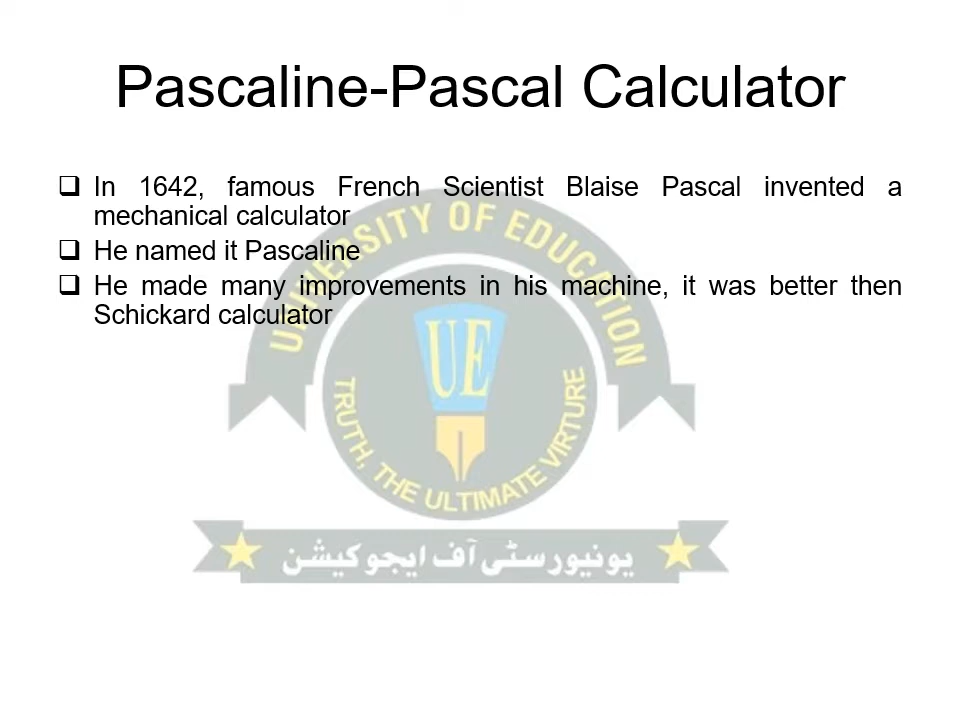 Pascaline-Pascal Calculator
❑ In 1642, famous French Scientist Blaise Pascal invented a
mechanical calculator
❑ He named it Pascaline
❑ He made many improvements in his machine, it was better then
Schickard calculator
UNIVERSITY OF EDUCATION
UE
TRUTH, THE ULTIMATE VIRTURE
یونیورسٹی آف ایجوکیشن